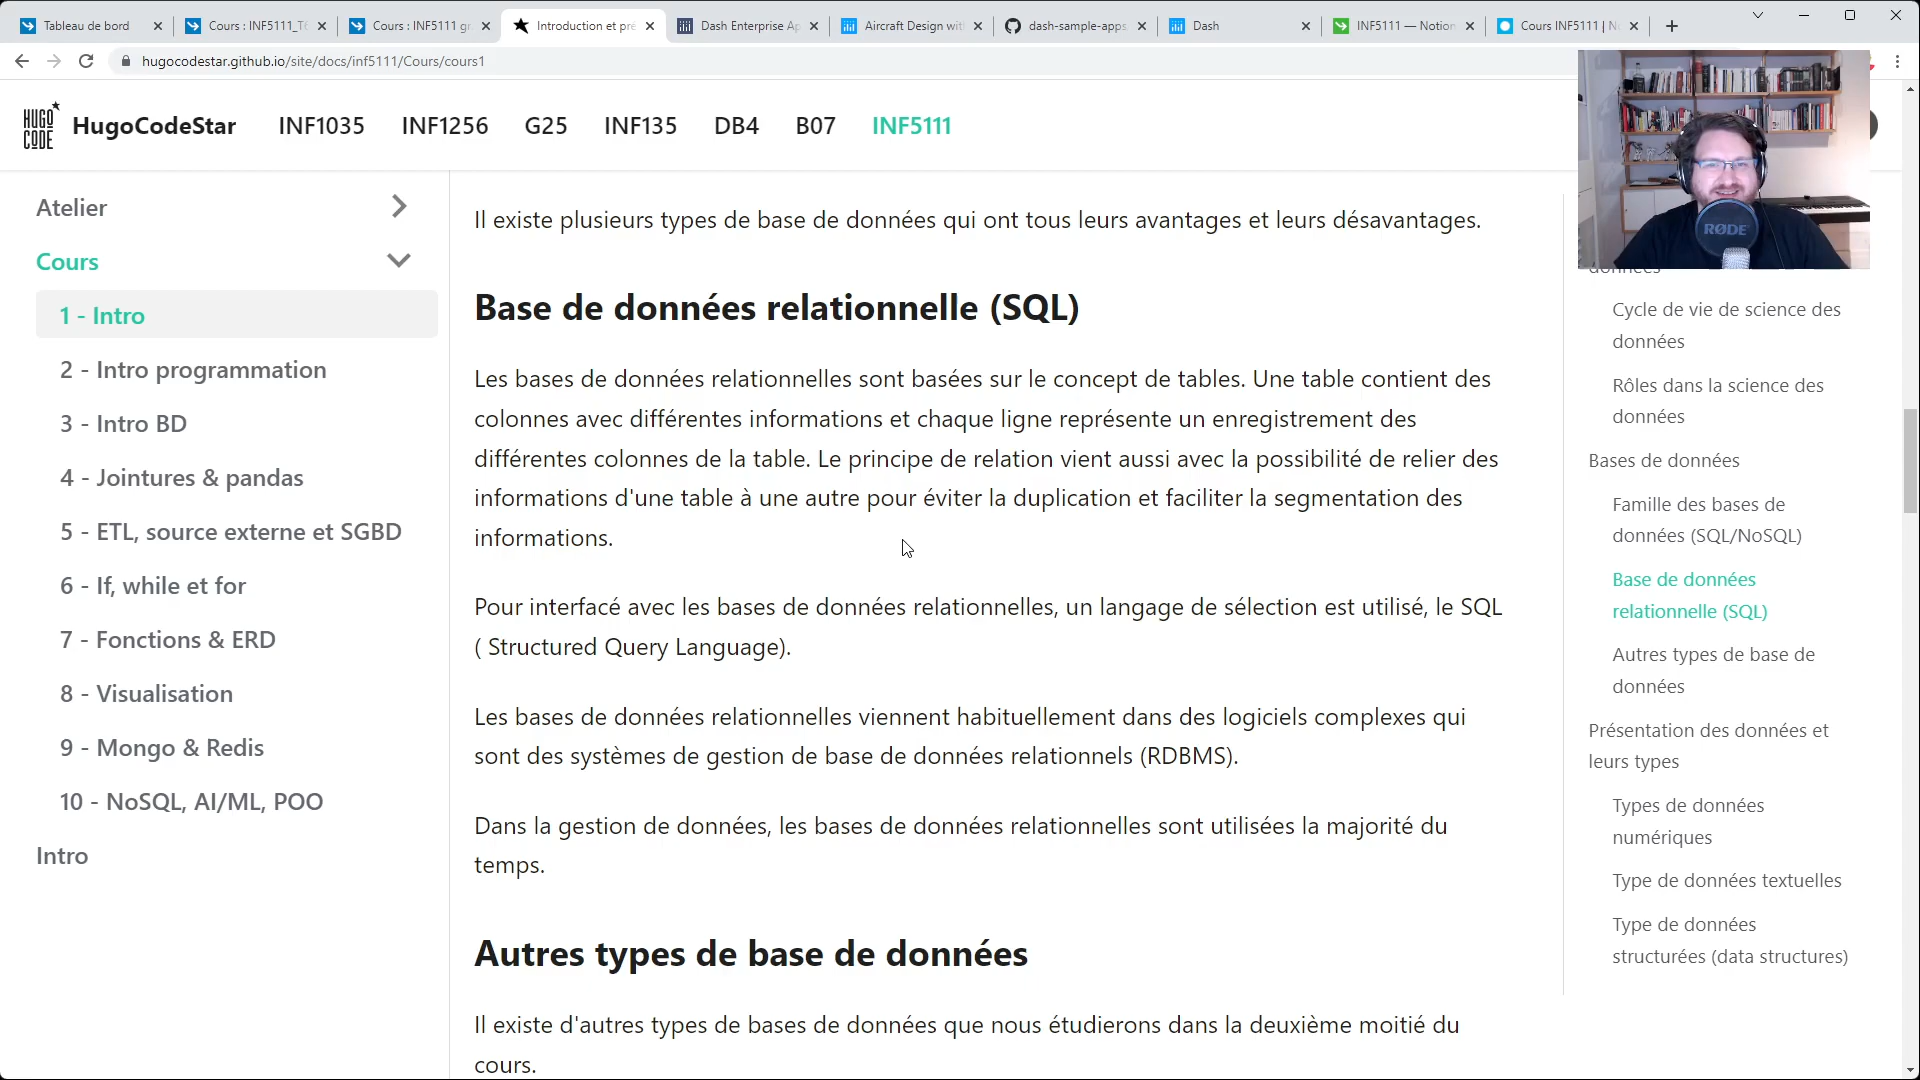 Tableau de bord
Cours : INF5111_T6
Cours : INF5111 gr
Introduction et pré
Dash Enterprise Ap
Aircraft Design wit
dash-sample-apps
Dash
INF5111 — Notion
Cours INF5111 | N
hugocodestar.github.io/site/docs/inf5111/Cours/cours1
HUGO CODE
HugoCodeStar
INF1035
INF1256
G25
INF135
DB4
B07
INF5111
Atelier
Cours
1 - Intro
2 - Intro programmation
3 - Intro BD
4 - Jointures & pandas
5 - ETL, source externe et SGBD
6 - If, while et for
7 - Fonctions & ERD
8 - Visualisation
9 - Mongo & Redis
10 - NoSQL, AI/ML, POO
Intro
Il existe plusieurs types de base de données qui ont tous leurs avantages et leurs désavantages.
Base de données relationnelle (SQL)
Les bases de données relationnelles sont basées sur le concept de tables. Une table contient des
colonnes avec différentes informations et chaque ligne représente un enregistrement des
différentes colonnes de la table. Le principe de relation vient aussi avec la possibilité de relier des
informations d'une table à une autre pour éviter la duplication et faciliter la segmentation des
informations.
Pour interfacé avec les bases de données relationnelles, un langage de sélection est utilisé, le SQL
( Structured Query Language).
Les bases de données relationnelles viennent habituellement dans des logiciels complexes qui
sont des systèmes de gestion de base de données relationnels (RDBMS).
Dans la gestion de données, les bases de données relationnelles sont utilisées la majorité du
temps.
Autres types de base de données
Il existe d'autres types de bases de données que nous étudierons dans la deuxième moitié du
cours.
RØDE
données
Cycle de vie de science des
données
Rôles dans la science des
données
Bases de données
Famille des bases de
données (SQL/NoSQL)
Base de données
relationnelle (SQL)
Autres types de base de
données
Présentation des données et
leurs types
Types de données
numériques
Type de données textuelles
Type de données
structurées (data structures)